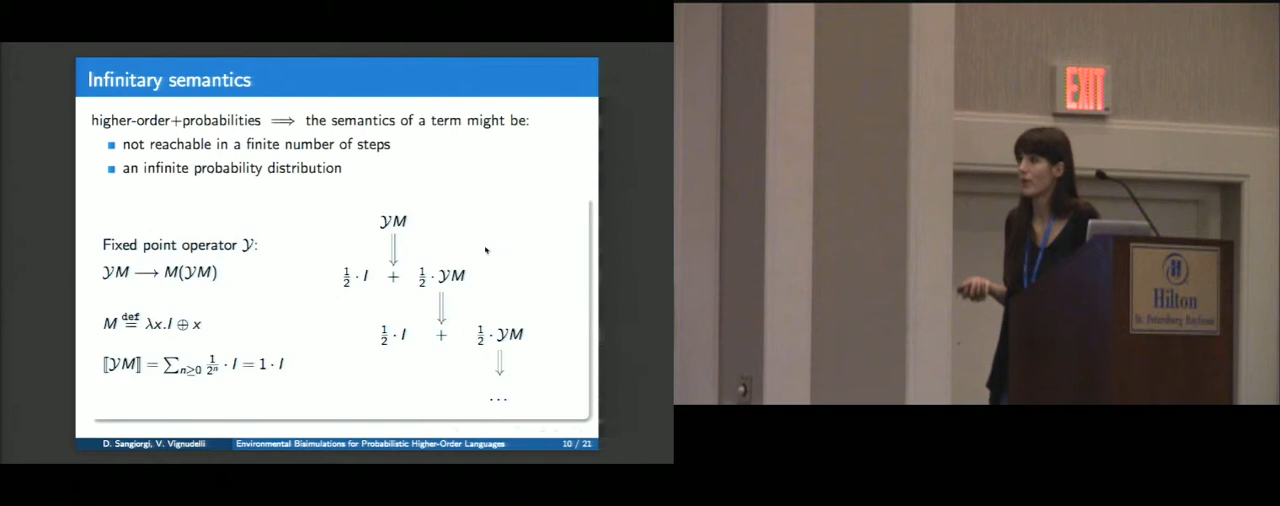 Infinitary semantics
higher-order+probabilities ⟹ the semantics of a term might be:
not reachable in a finite number of steps
an infinite probability distribution
Fixed point operator 𝒴:
𝒴M ⟶ M(𝒴M)
M def= λx.I ⊕ x
⟦𝒴M⟧ = ∑n≥0 1/2ⁿ · I = 1 · I
𝒴M
1/2 · I + 1/2 · 𝒴M
1/2 · I + 1/2 · 𝒴M
...
D. Sangiorgi, V. Vignudelli Environmental Bisimulations for Probabilistic Higher-Order Languages 10 / 21
EXIT
Hilton
St. Petersburg Bayfront